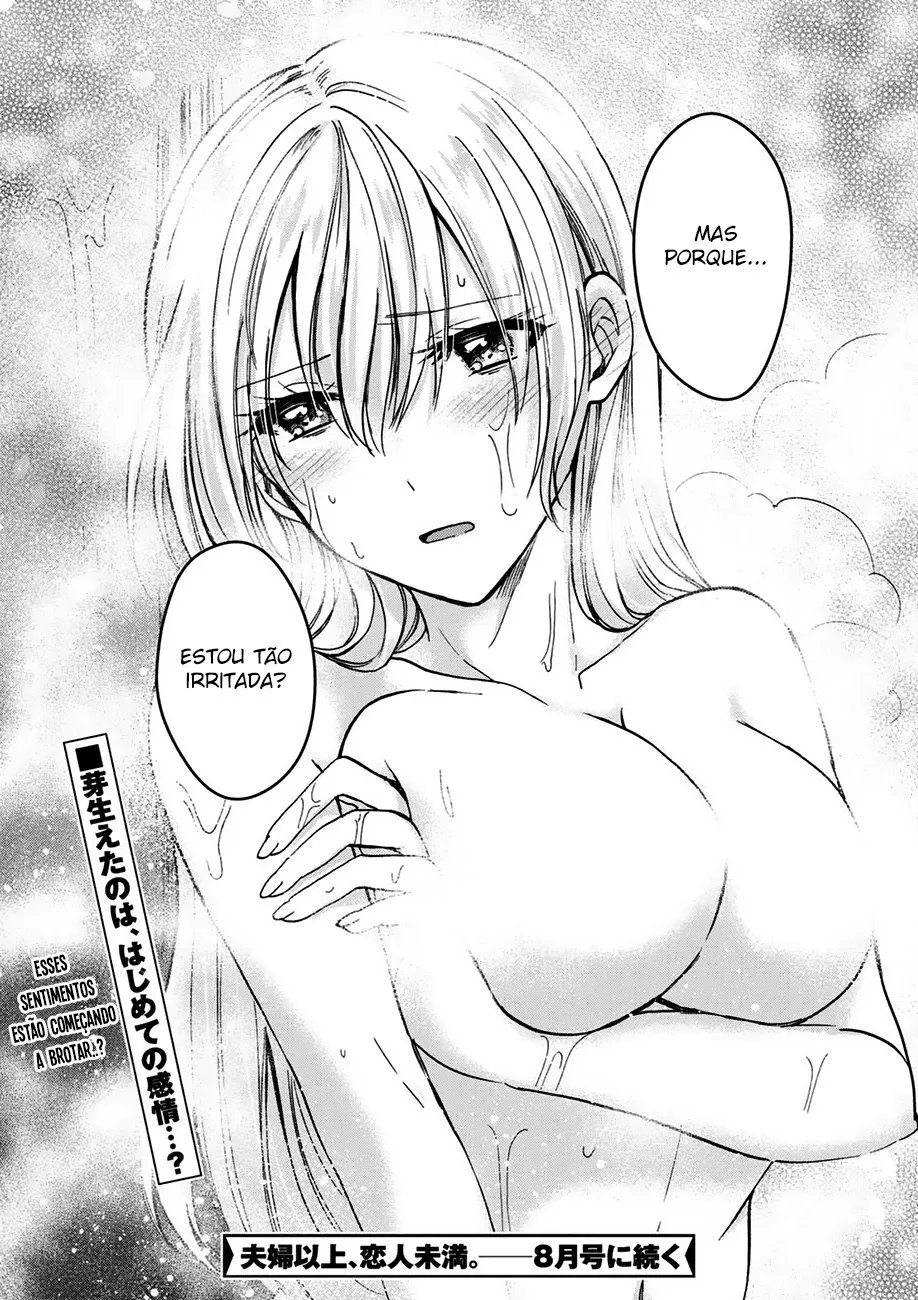 MAS
PORQUE...
ESTOU TÃO
IRRITADA?
■芽生えたのは、はじめての感情…?
ESSES
SENTIMENTOS
ESTÃO COMEÇANDO
A BROTAR..?
夫婦以上、恋人未満。――8月号に続く